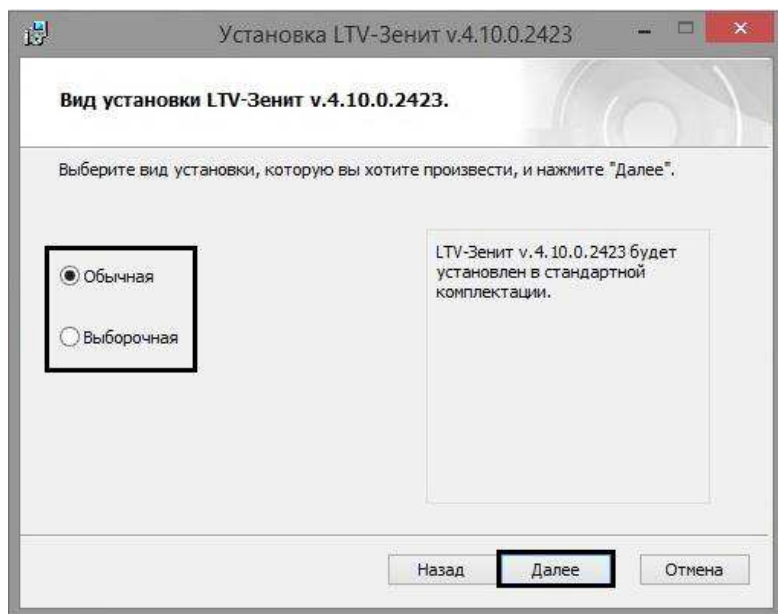 Установка LTV-Зенит v.4.10.0.2423
Вид установки LTV-Зенит v.4.10.0.2423.
Выберите вид установки, которую вы хотите произвести, и нажмите "Далее".
Обычная
Выборочная
LTV-Зенит v.4.10.0.2423 будет
установлен в стандартной
комплектации.
Назад
Далее
Отмена